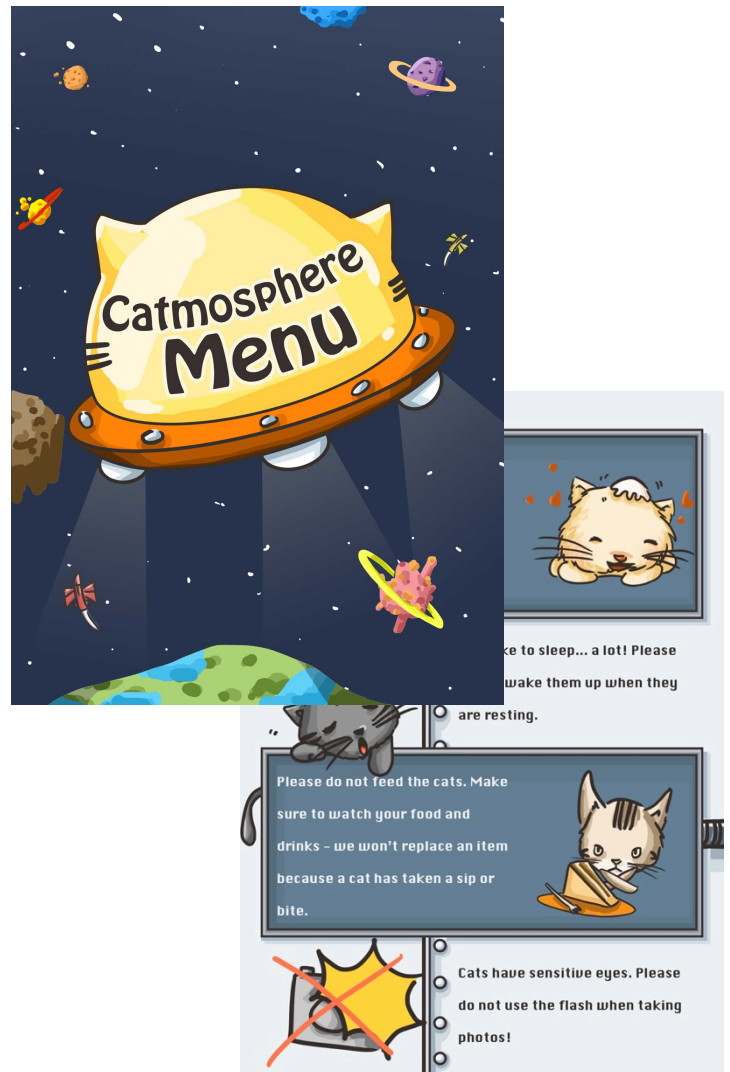 Catmosphere
Menu
to sleep... a lot! Please
wake them up when they
are resting.
Please do not feed the cats. Make
sure to watch your food and
drinks - we won't replace an item
because a cat has taken a sip or
bite.
Cats have sensitive eyes. Please
do not use the flash when taking
photos!